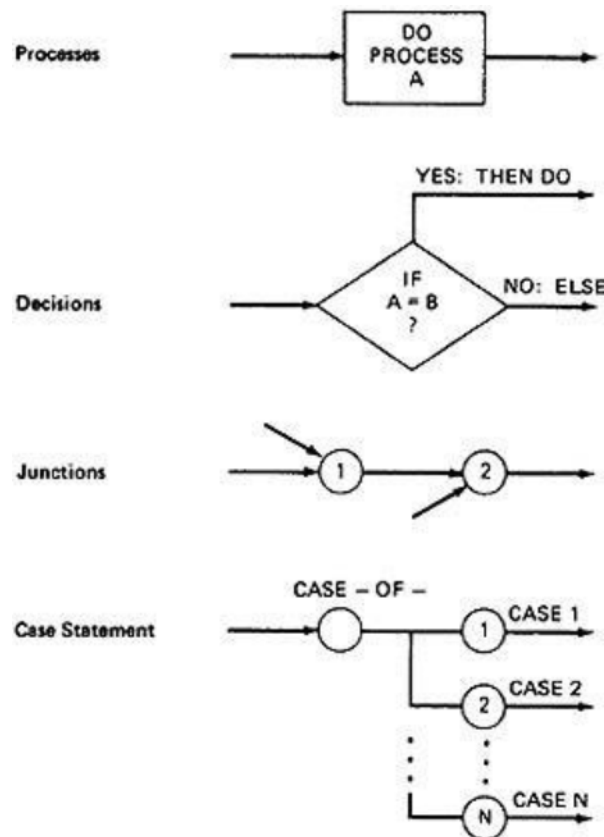 Processes
DO
PROCESS
A
YES: THEN DO
Decisions
IF
A = B
?
NO: ELSE
Junctions
1
2
CASE – OF –
Case Statement
1
CASE 1
2
CASE 2
N
CASE N